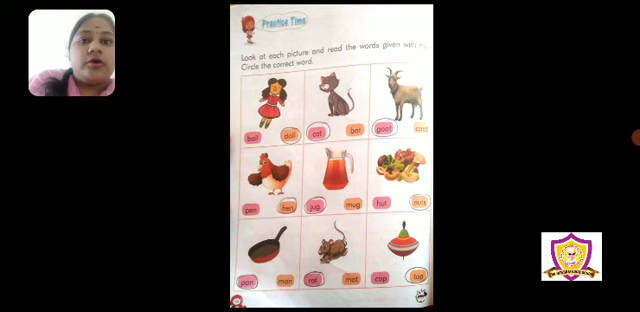 Practice Time
Look at each picture and read the words given with
Circle the correct word.
ball doll cat bat goat
pen hen jug mug hut nuts
pan man rat mat cap top